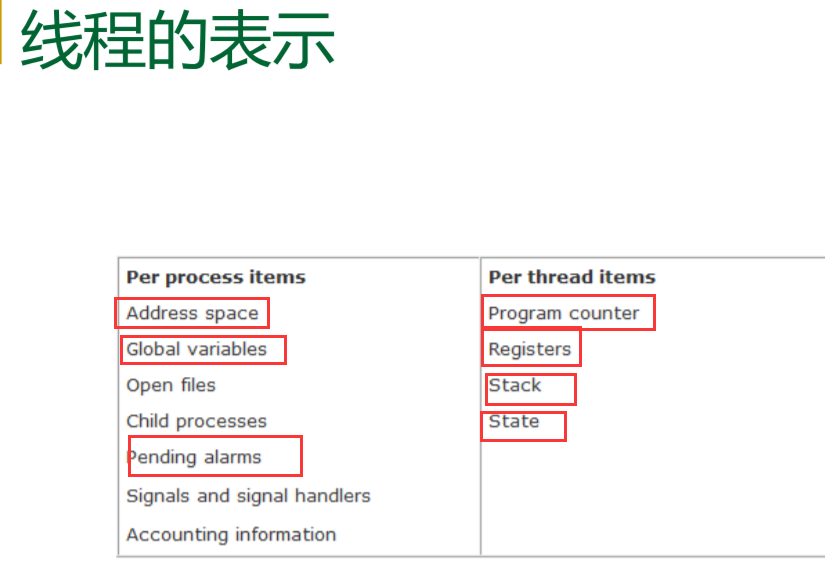 线程的表示
Per process items
Address space
Global variables
Open files
Child processes
Pending alarms
Signals and signal handlers
Accounting information
Per thread items
Program counter
Registers
Stack
State